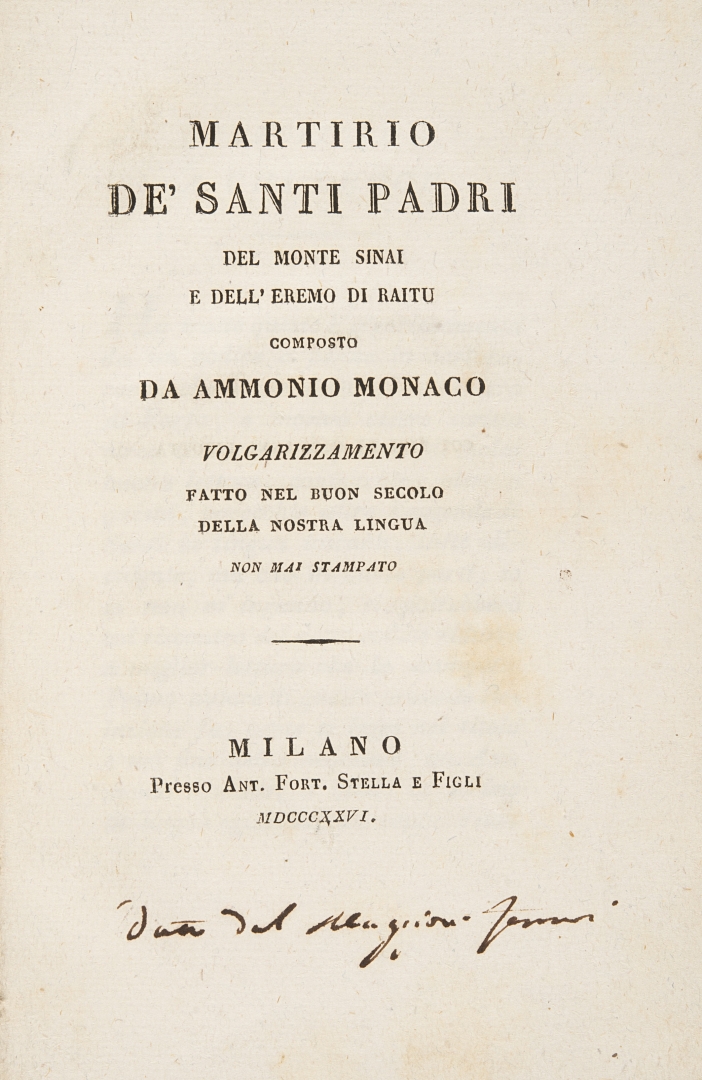 MARTIRIO
DE' SANTI PADRI
DEL MONTE SINAI
E DELL' EREMO DI RAITU
COMPOSTO
DA AMMONIO MONACO
VOLGARIZZAMENTO
FATTO NEL BUON SECOLO
DELLA NOSTRA LINGUA
NON MAI STAMPATO
MILANO
Presso ANT. FORT. STELLA E FIGLI
MDCCCXXVI.
dal